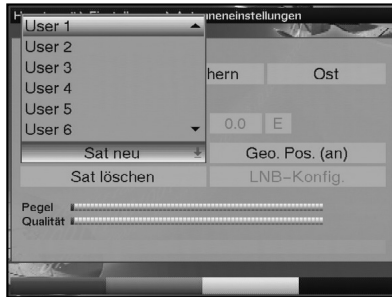 User 1
User 2
User 3
User 4
User 5
User 6
hern
Ost
0.0
E
Sat neu
Geo. Pos. (an)
Sat löschen
LNB-Konfig.
Pegel
Qualität